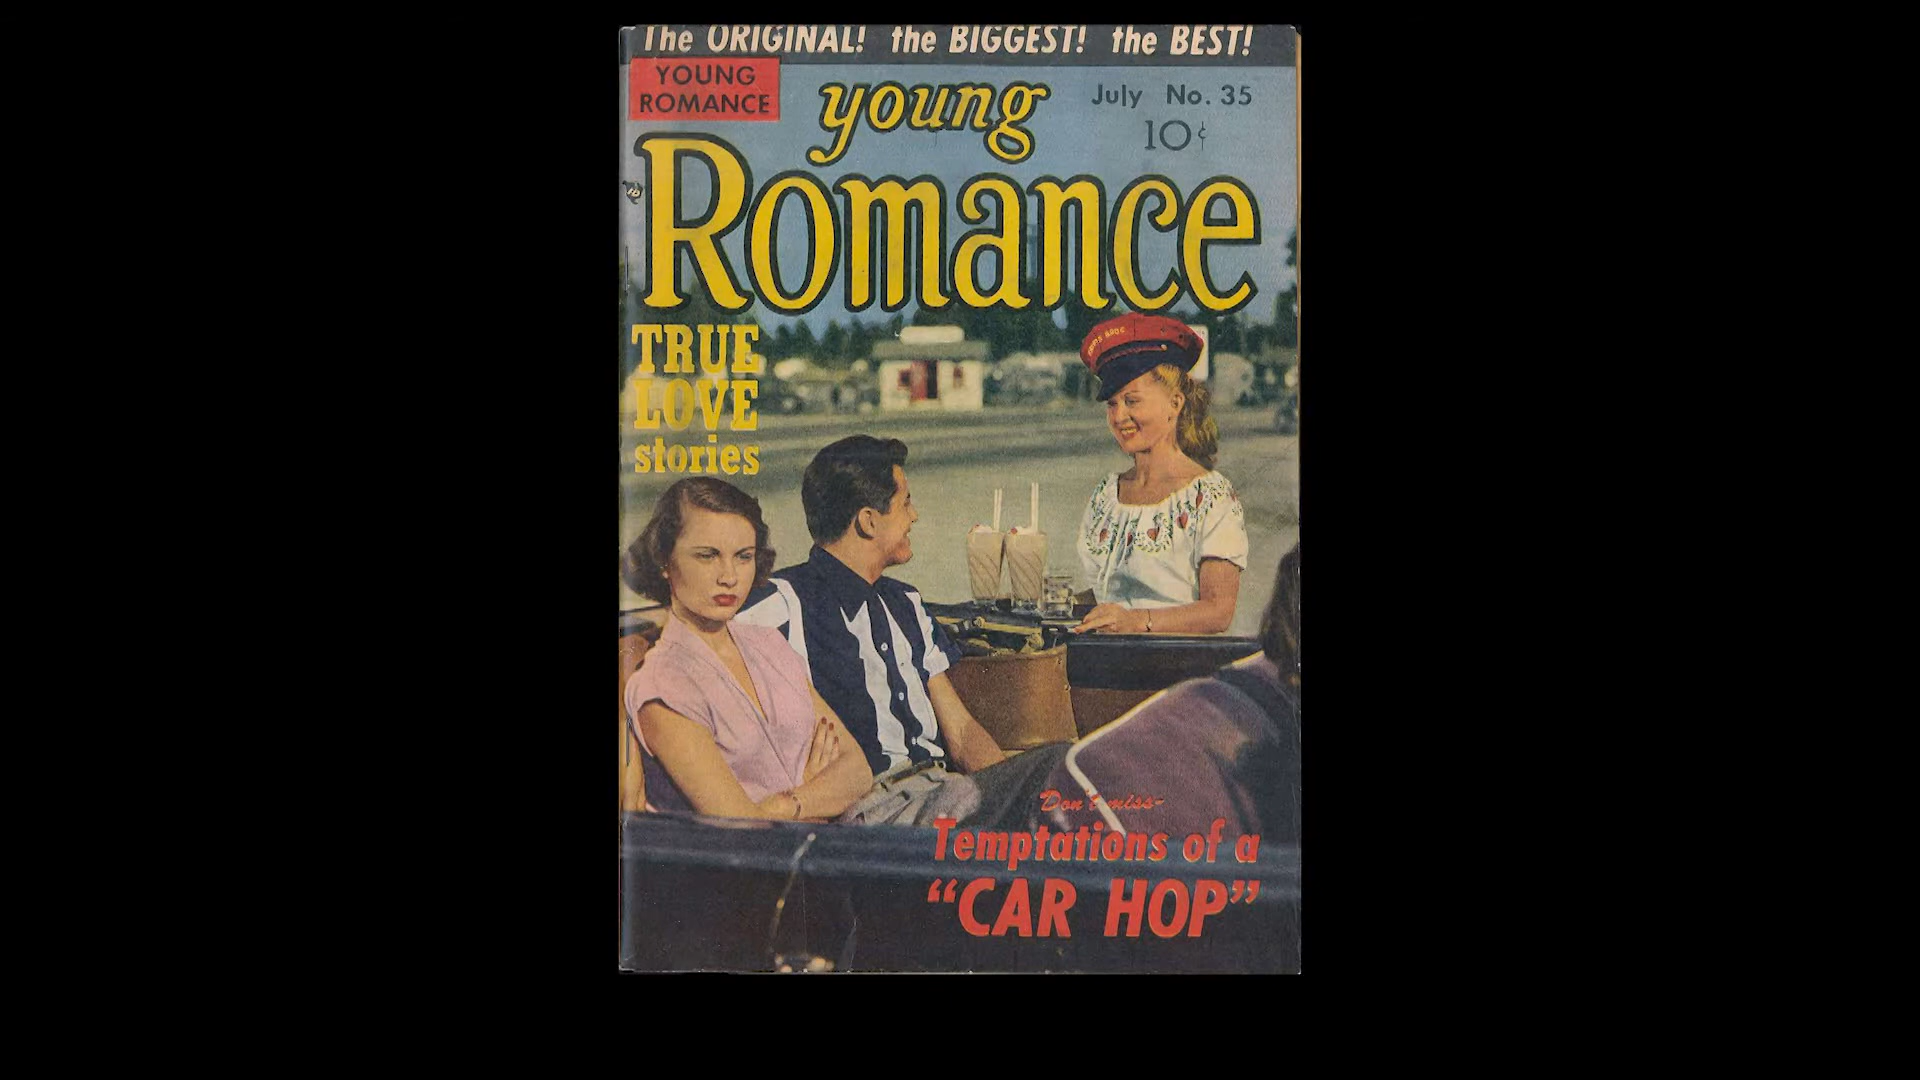 The ORIGINAL! the BIGGEST! the BEST!
YOUNG
ROMANCE
young
July No. 35
10¢
Romance
TRUE
LOVE
stories
Don't miss-
Temptations of a
"CAR HOP"